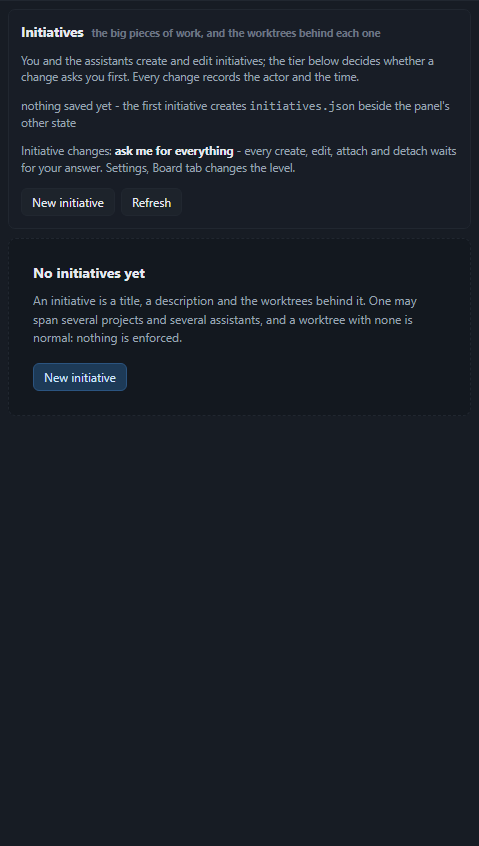 Initiatives the big pieces of work, and the worktrees behind each one
You and the assistants create and edit initiatives; the tier below decides whether a
change asks you first. Every change records the actor and the time.
nothing saved yet - the first initiative creates initiatives.json beside the panel's
other state
Initiative changes: ask me for everything - every create, edit, attach and detach waits
for your answer. Settings, Board tab changes the level.
New initiative Refresh
No initiatives yet
An initiative is a title, a description and the worktrees behind it. One may
span several projects and several assistants, and a worktree with none is
normal: nothing is enforced.
New initiative